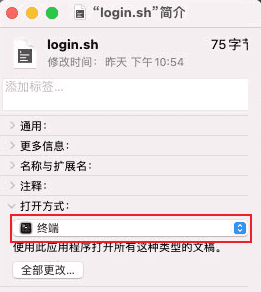 “login.sh”简介
login.sh
75 字节
修改时间：昨天 下午10:54
添加标签...
通用：
更多信息：
名称与扩展名：
注释：
打开方式：
终端
使用此应用程序打开所有这种类型的文稿。
全部更改...